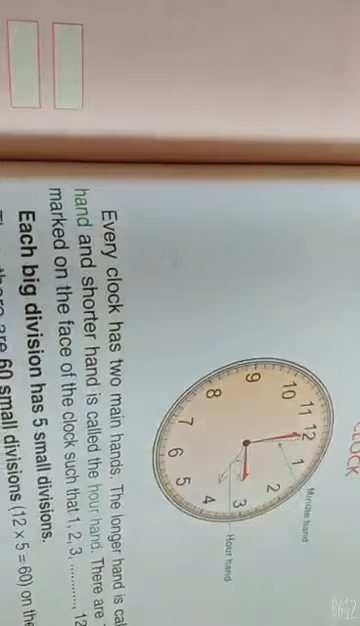 CLOCK
11 12 1
10 2
9 3
8 4
7 6 5
Minute hand
Hour hand
Every clock has two main hands. The longer hand is
hand and shorter hand is called the hour hand. There are
marked on the face of the clock such that 1, 2, 3, ..........., 12
Each big division has 5 small divisions.
are 60 small divisions (12 x 5 = 60) on the
B612